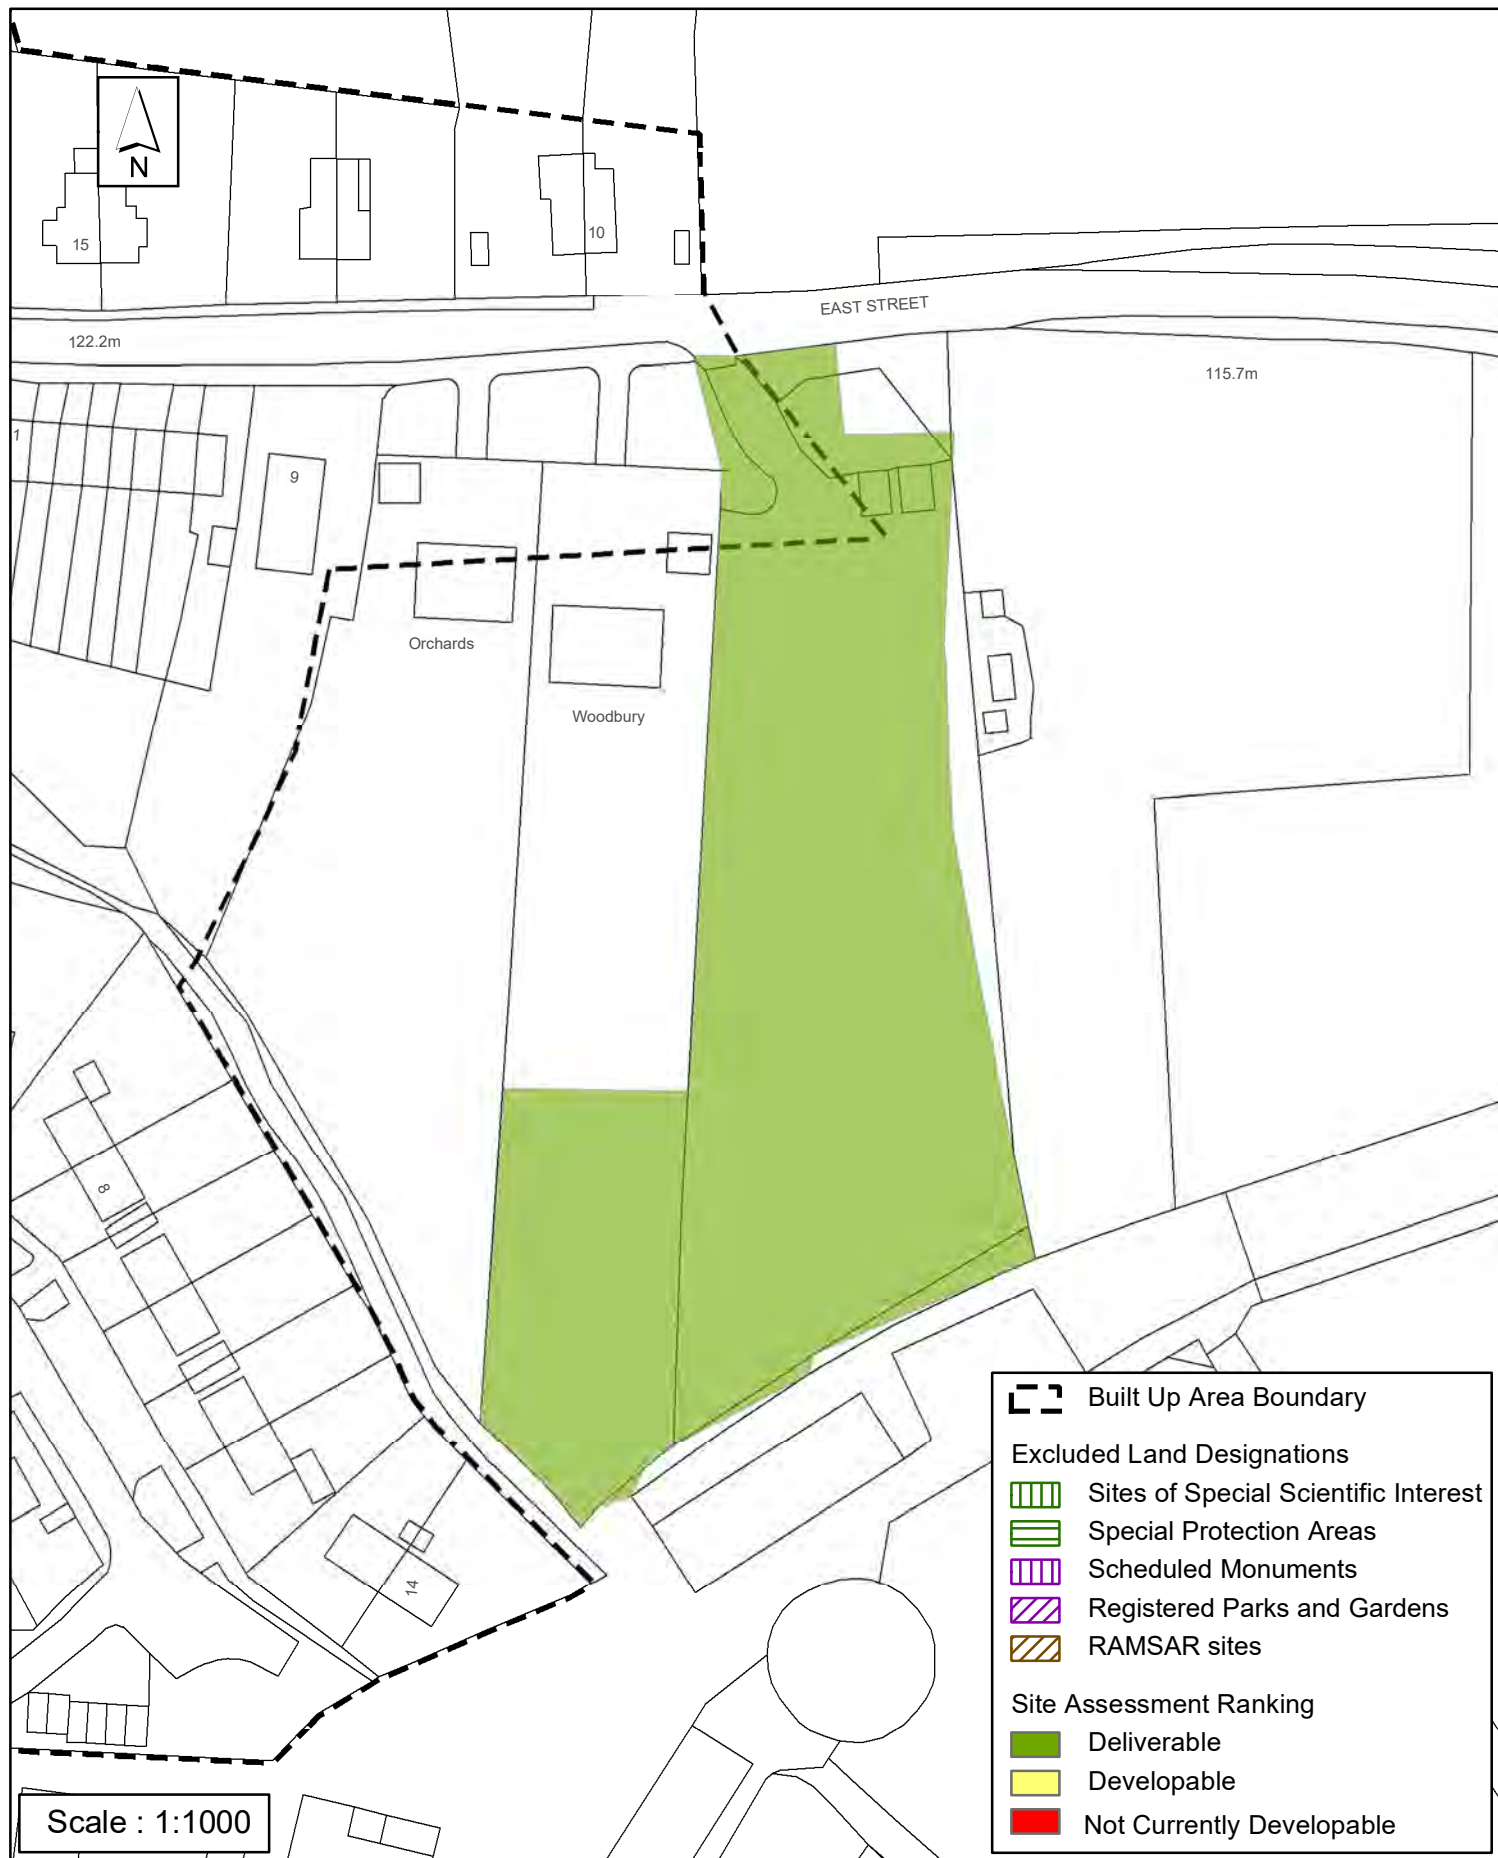 N
15
10
EAST STREET
122.2m
115.7m
1
9
Orchards
Woodbury
8
14
Built Up Area Boundary
Excluded Land Designations
Sites of Special Scientific Interest
Special Protection Areas
Scheduled Monuments
Registered Parks and Gardens
RAMSAR sites
Site Assessment Ranking
Deliverable
Developable
Not Currently Developable
Scale : 1:1000